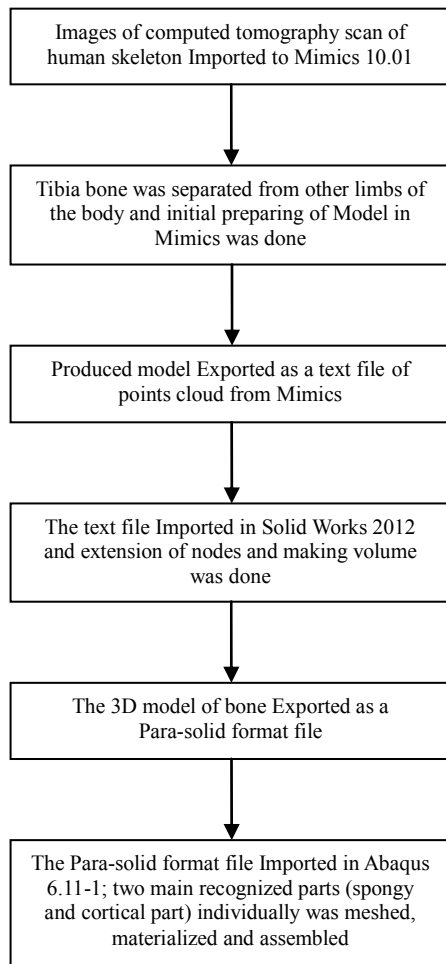 Images of computed tomography scan of
human skeleton Imported to Mimics 10.01
Tibia bone was separated from other limbs of
the body and initial preparing of Model in
Mimics was done
Produced model Exported as a text file of
points cloud from Mimics
The text file Imported in Solid Works 2012
and extension of nodes and making volume
was done
The 3D model of bone Exported as a
Para-solid format file
The Para-solid format file Imported in Abaqus
6.11-1; two main recognized parts (spongy
and cortical part) individually was meshed,
materialized and assembled